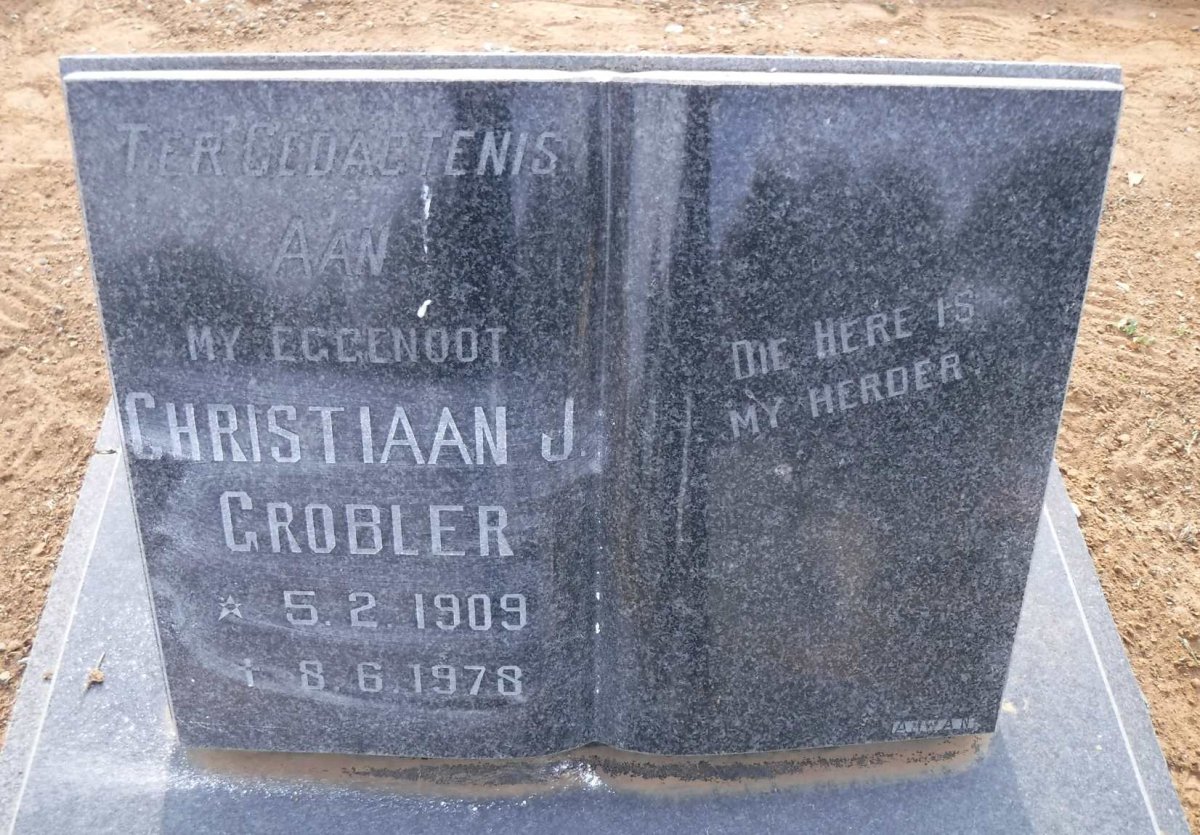 TER GEDAGTENIS
AAN
MY EGGENOOT
CHRISTIAAN J.
GROBLER
☆ 5.2.1909
† 8.6.1978
DIE HERE IS
MY HERDER.